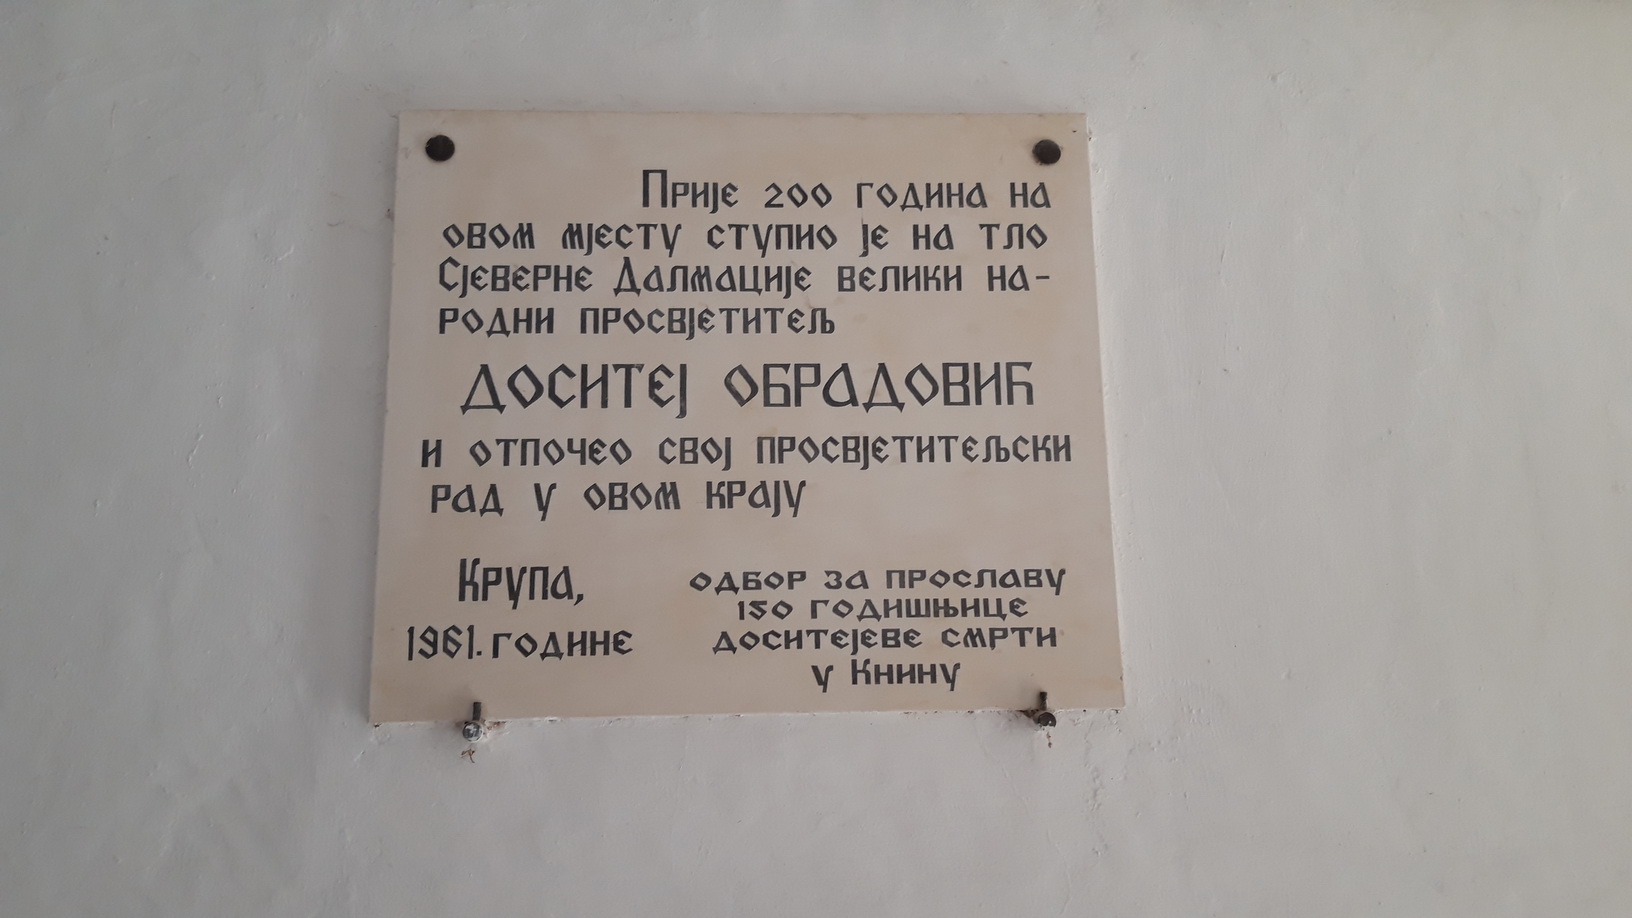 Прије 200 година на
овом мјесту ступио је на тло
Сјеверне Далмације велики на-
родни просвјетитељ
ДОСИТЕЈ ОБРАДОВИЋ
и отпочео свој просвјетитељски
рад у овом крају
Крупа,
1961. године
одбор за прославу
150 годишњице
доситејеве смрти
у Книну